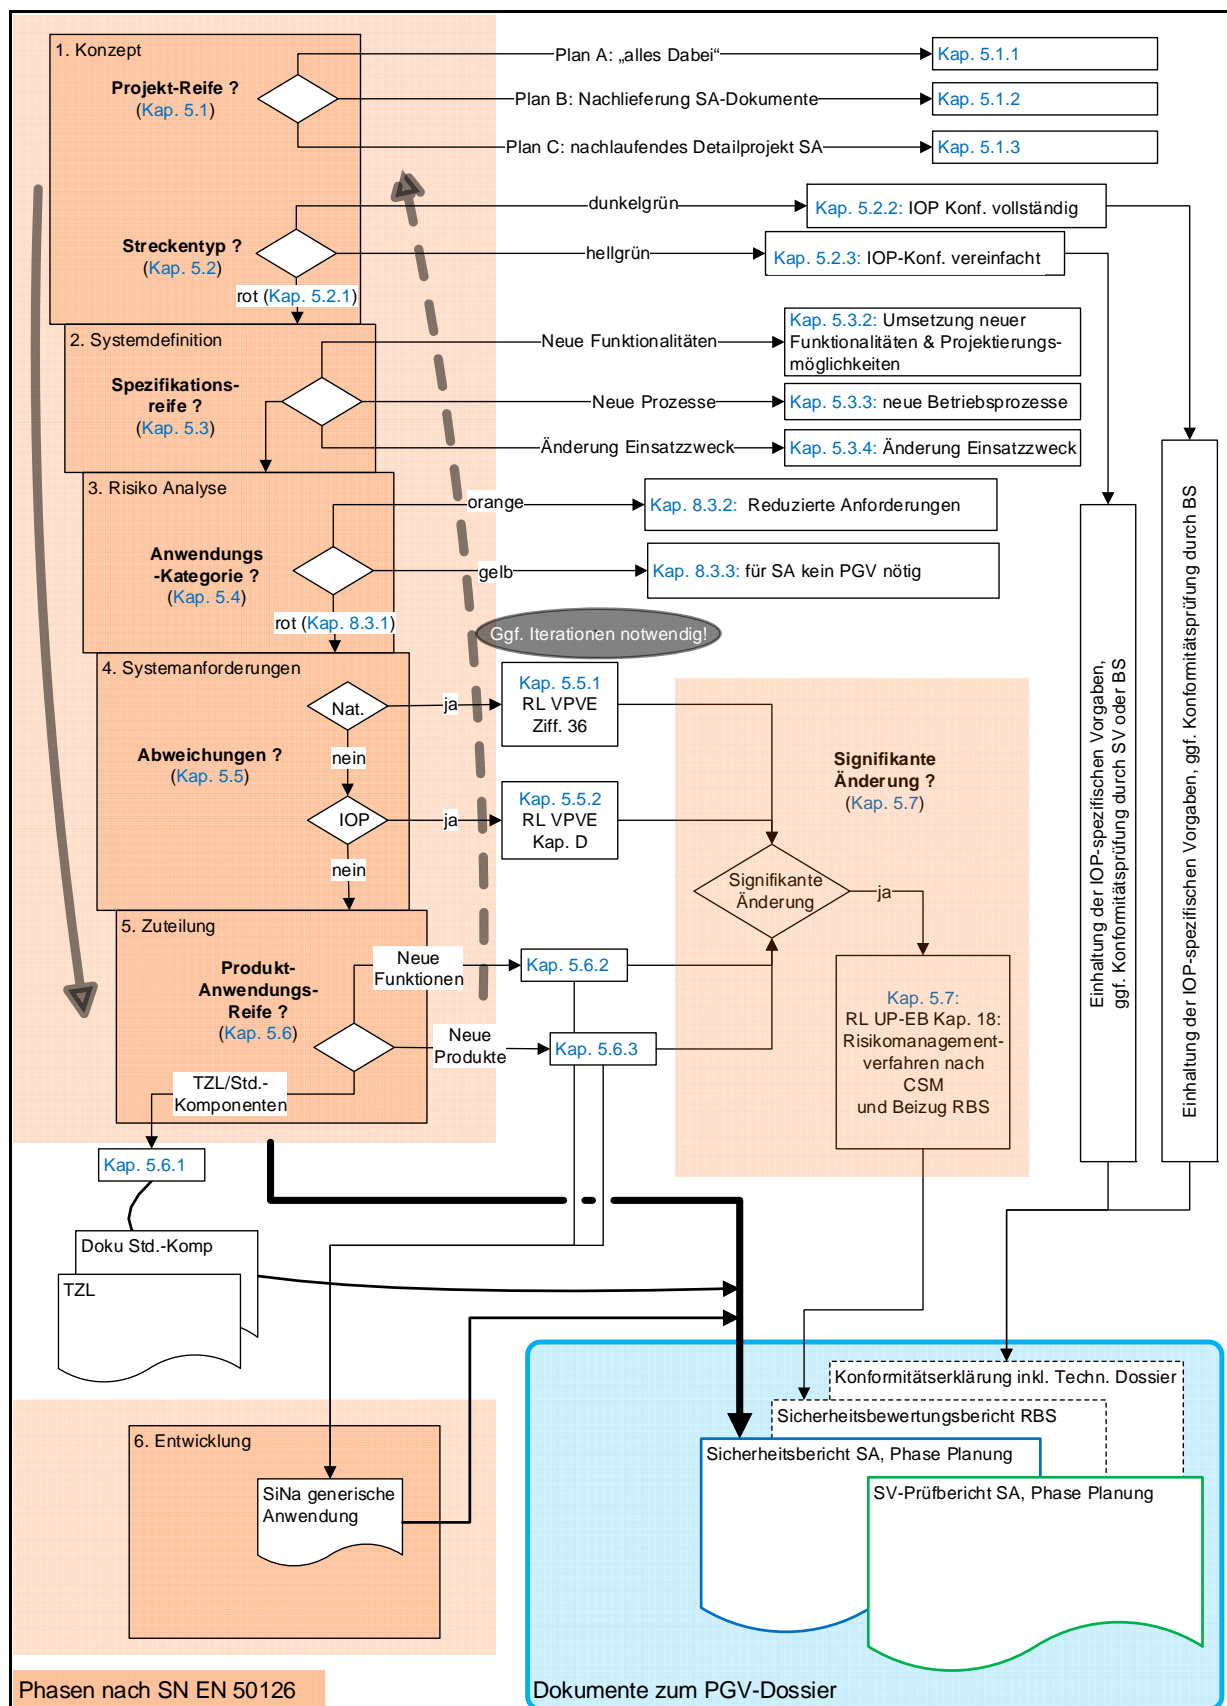 1. Konzept
Projekt-Reife ?
(Kap. 5.1)
Plan A: „alles Dabei“
Kap. 5.1.1
Plan B: Nachlieferung SA-Dokumente
Kap. 5.1.2
Plan C: nachlaufendes Detailprojekt SA
Kap. 5.1.3
Streckentyp ?
(Kap. 5.2)
dunkelgrün
Kap. 5.2.2: IOP Konf. vollständig
hellgrün
Kap. 5.2.3: IOP-Konf. vereinfacht
rot (Kap. 5.2.1)
2. Systemdefinition
Spezifikations-
reife ?
(Kap. 5.3)
Neue Funktionalitäten
Kap. 5.3.2: Umsetzung neuer
Funktionalitäten & Projektierungs-
möglichkeiten
Neue Prozesse
Kap. 5.3.3: neue Betriebsprozesse
Änderung Einsatzzweck
Kap. 5.3.4: Änderung Einsatzzweck
3. Risiko Analyse
Anwendungs
-Kategorie ?
(Kap. 5.4)
orange
Kap. 8.3.2: Reduzierte Anforderungen
gelb
Kap. 8.3.3: für SA kein PGV nötig
rot (Kap. 8.3.1)
Ggf. Iterationen notwendig!
4. Systemanforderungen
Abweichungen ?
(Kap. 5.5)
Nat.
ja
Kap. 5.5.1
RL VPVE
Ziff. 36
nein
IOP
ja
Kap. 5.5.2
RL VPVE
Kap. D
nein
Signifikante
Änderung ?
(Kap. 5.7)
Signifikante
Änderung
ja
Kap. 5.7:
RL UP-EB Kap. 18:
Risikomanagement-
verfahren nach
CSM
und Beizug RBS
Einhaltung der IOP-spezifischen Vorgaben,
ggf. Konformitätsprüfung durch SV oder BS
Einhaltung der IOP-spezifischen Vorgaben, ggf. Konformitätsprüfung durch BS
5. Zuteilung
Produkt-
Anwendungs-
Reife ?
(Kap. 5.6)
Neue
Funktionen
Kap. 5.6.2
Neue
Produkte
Kap. 5.6.3
TZL/Std.-
Komponenten
Kap. 5.6.1
Doku Std.-Komp
TZL
6. Entwicklung
SiNa generische
Anwendung
Konformitätserklärung inkl. Techn. Dossier
Sicherheitsbewertungsbericht RBS
Sicherheitsbericht SA, Phase Planung
SV-Prüfbericht SA, Phase Planung
Phasen nach SN EN 50126
Dokumente zum PGV-Dossier